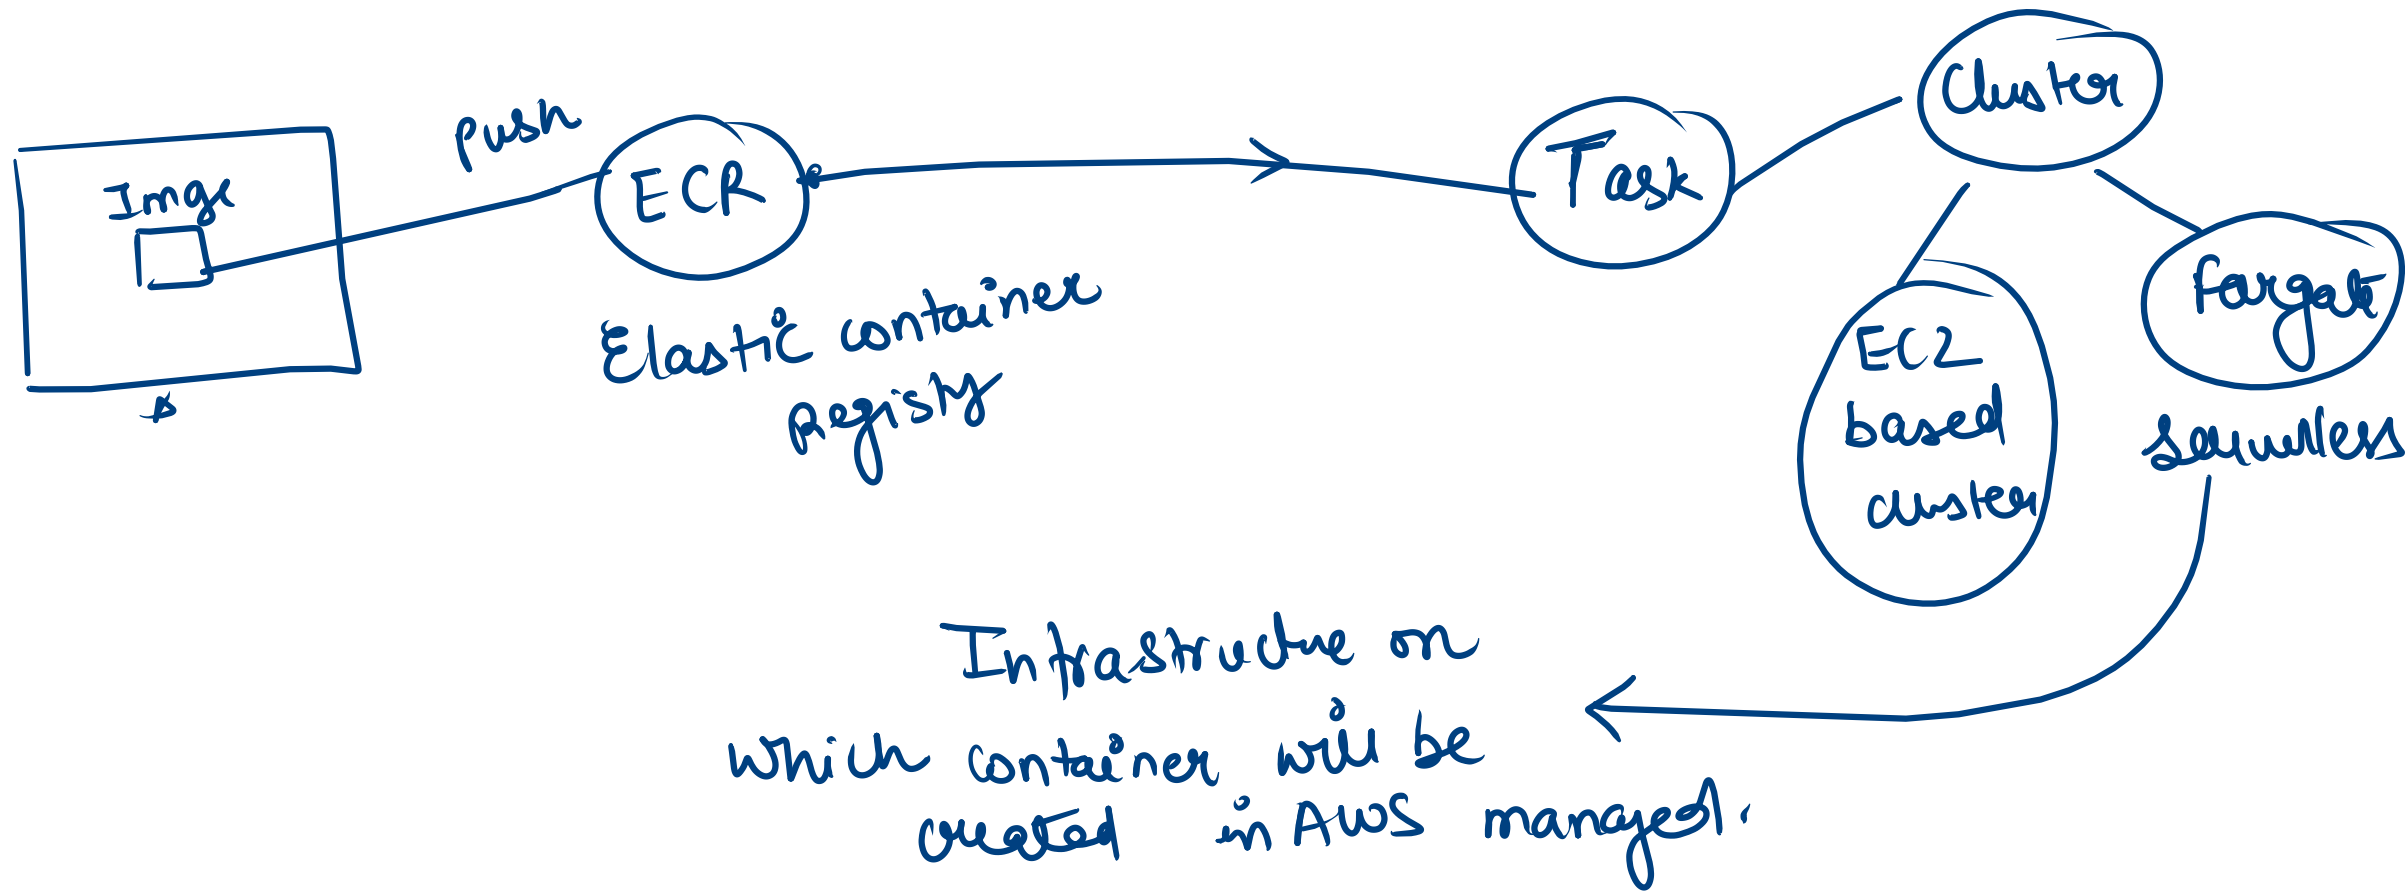 Imge
push
ECR
Elastic container
Registry
Task
Cluster
EC2
based
cluster
fargate
Infrastructure on
which container will be
created in AWS managed.